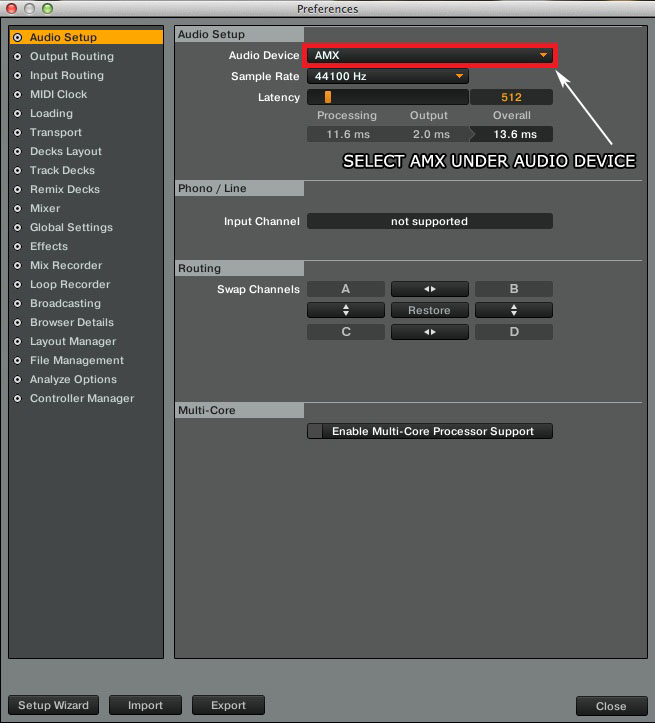 Preferences
Audio Setup
Output Routing
Input Routing
MIDI Clock
Loading
Transport
Decks Layout
Track Decks
Remix Decks
Mixer
Global Settings
Effects
Mix Recorder
Loop Recorder
Broadcasting
Browser Details
Layout Manager
File Management
Analyze Options
Controller Manager
Audio Setup
Audio Device AMX
Sample Rate 44100 Hz
Latency 512
Processing Output Overall
11.6 ms 2.0 ms 13.6 ms
SELECT AMX UNDER AUDIO DEVICE
Phono / Line
Input Channel not supported
Routing
Swap Channels A B
Restore
C D
Multi-Core
Enable Multi-Core Processor Support
Setup Wizard Import Export Close